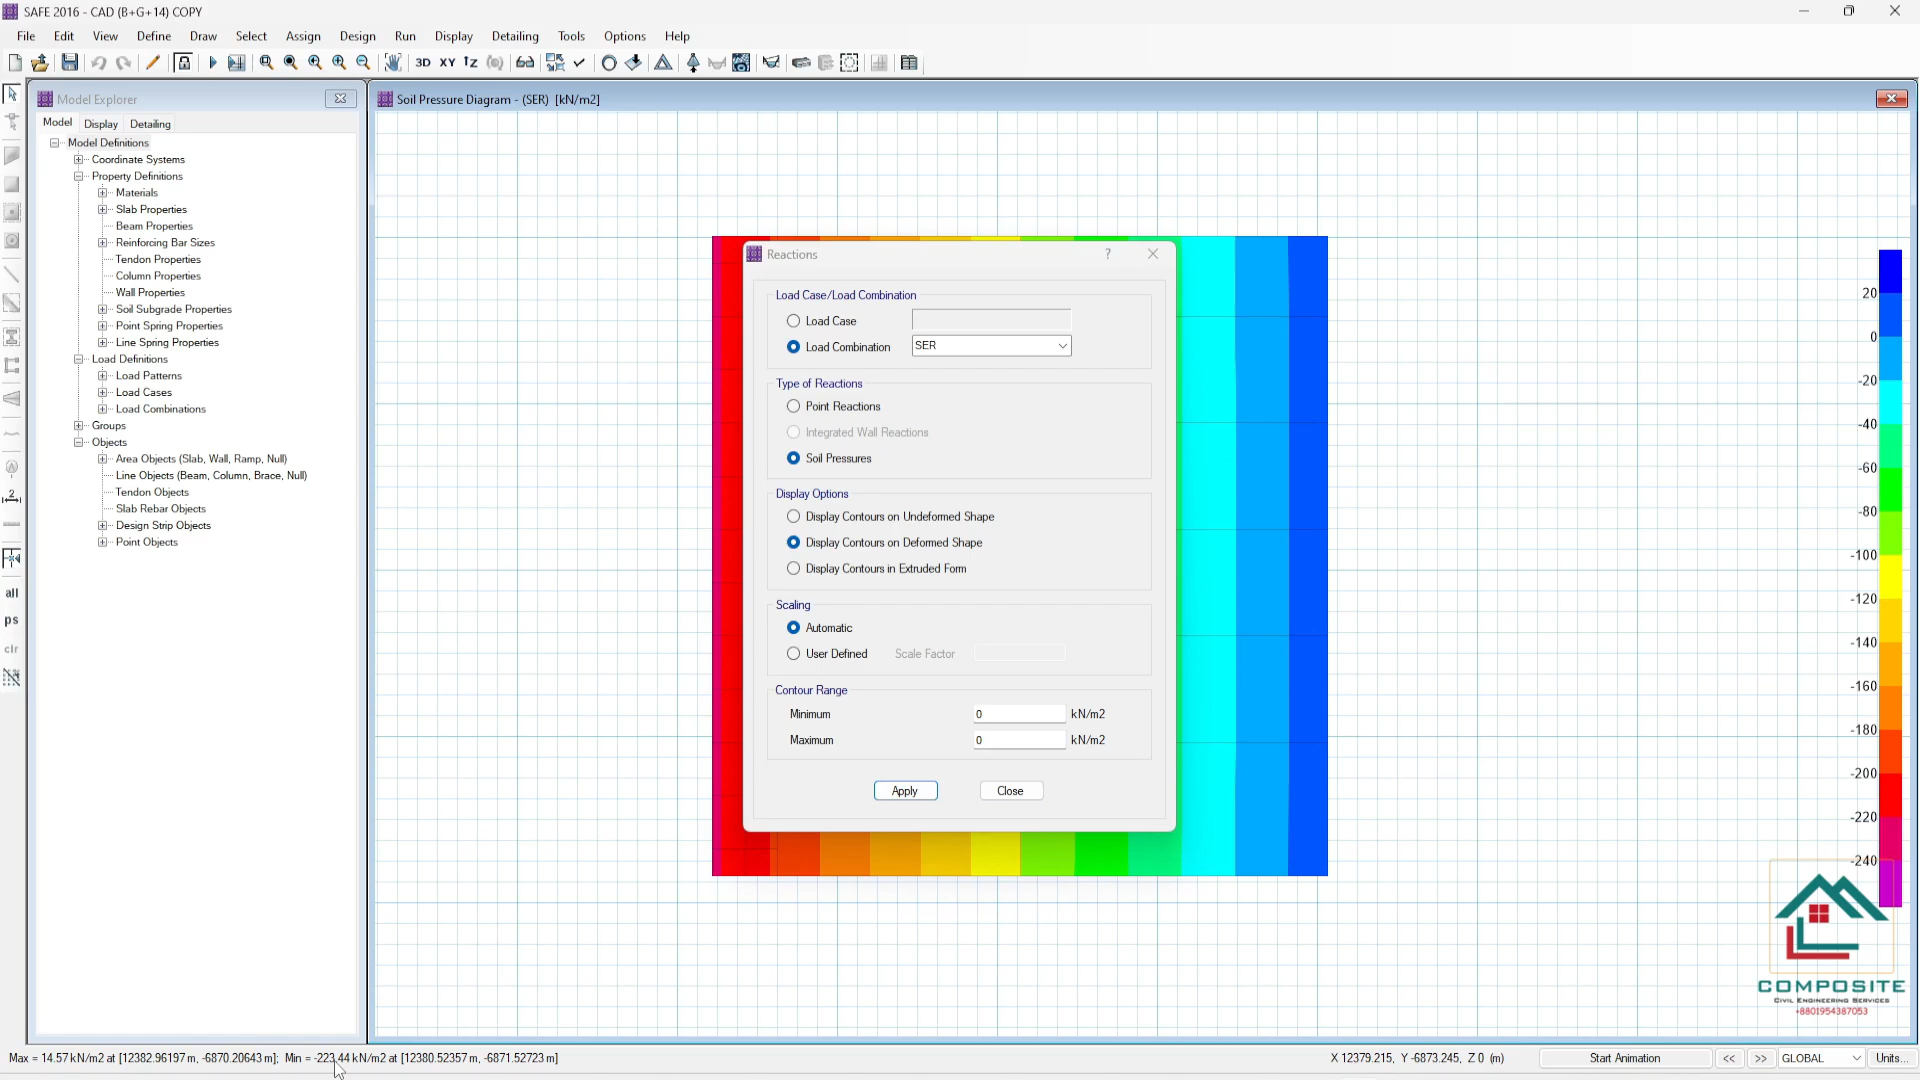 SAFE 2016 - CAD (B+G+14) COPY
File Edit View Define Draw Select Assign Design Run Display Detailing Tools Options Help
3D XY
Model Explorer
Soil Pressure Diagram - (SER) [kN/m2]
Model Display Detailing
Model Definitions
Coordinate Systems
Property Definitions
Materials
Slab Properties
Beam Properties
Reinforcing Bar Sizes
Tendon Properties
Column Properties
Wall Properties
Soil Subgrade Properties
Point Spring Properties
Line Spring Properties
Load Definitions
Load Patterns
Load Cases
Load Combinations
Groups
Objects
Area Objects (Slab, Wall, Ramp, Null)
Line Objects (Beam, Column, Brace, Null)
Tendon Objects
Slab Rebar Objects
Design Strip Objects
Point Objects
all
ps
clr
Reactions ?
Load Case/Load Combination
Load Case
Load Combination SER
Type of Reactions
Point Reactions
Integrated Wall Reactions
Soil Pressures
Display Options
Display Contours on Undeformed Shape
Display Contours on Deformed Shape
Display Contours in Extruded Form
Scaling
Automatic
User Defined Scale Factor
Contour Range
Minimum 0 kN/m2
Maximum 0 kN/m2
Apply Close
20
0
-20
-40
-60
-80
-100
-120
-140
-160
-180
-200
-220
-240
COMPOSITE
CIVIL ENGINEERING SERVICES
+8801954387053
Max = 14.57 kN/m2 at [12382.96197 m, -6870.20643 m]; Min = -223.44 kN/m2 at [12380.52357 m, -6871.52723 m]
X 12379.215, Y -6873.245, Z 0 (m) Start Animation << >> GLOBAL Units...